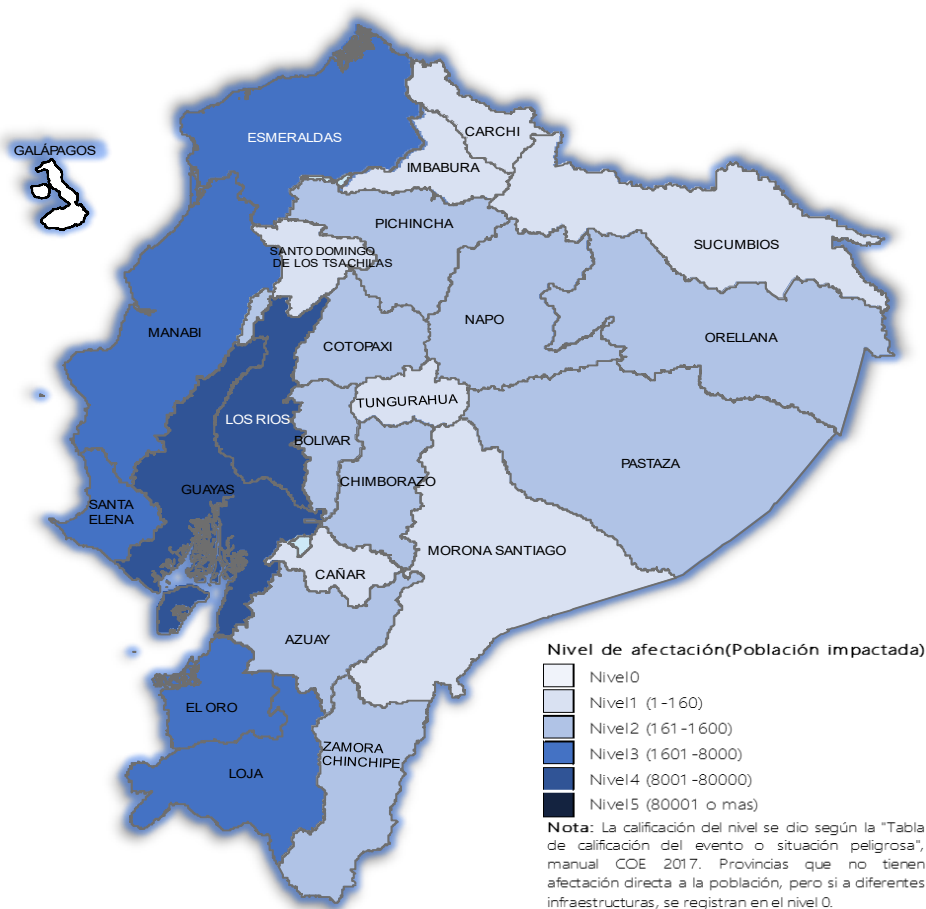 ESMERALDAS
CARCHI
GALÁPAGOS
IMBABURA
PICHINCHA
SUCUMBIOS
SANTO DOMINGO
DE LOS TSACHILAS
NAPO
MANABI
ORELLANA
COTOPAXI
TUNGURAHUA
LOS RIOS
BOLIVAR
PASTAZA
CHIMBORAZO
GUAYAS
SANTA
ELENA
MORONA SANTIAGO
CAÑAR
AZUAY
EL ORO
ZAMORA
CHINCHIPE
LOJA
Nivel de afectación(Población impactada)
Nivel0
Nivel1 (1-160)
Nivel2 (161-1600)
Nivel3 (1601-8000)
Nivel4 (8001-80000)
Nivel5 (80001 o mas)
Nota: La calificación del nivel se dio según la "Tabla
de calificación del evento o situación peligrosa",
manual COE 2017. Provincias que no tienen
afectación directa a la población, pero si a diferentes
infraestructuras, se registran en el nivel 0.